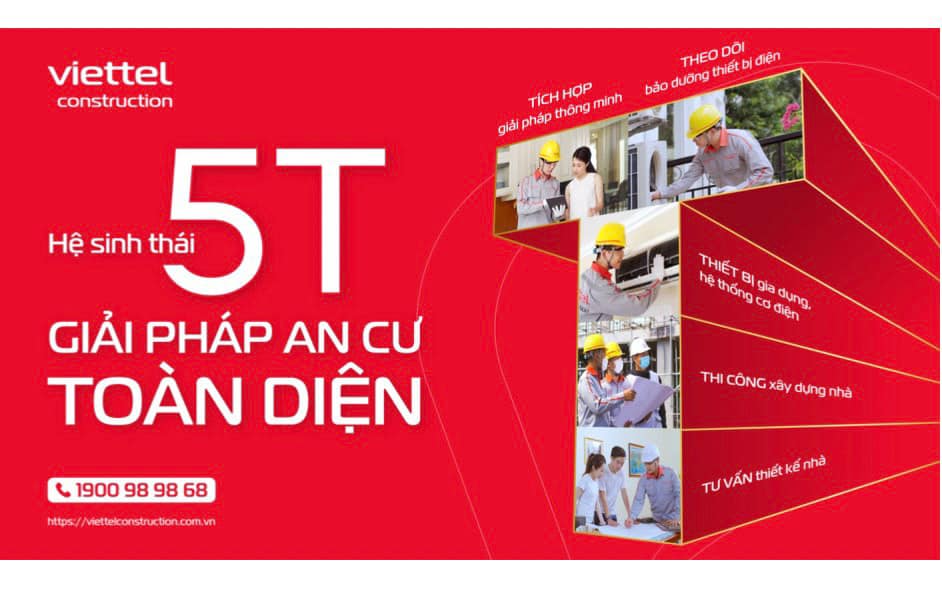 viettel
construction
5T
Hệ sinh thái
GIẢI PHÁP AN CƯ
TOÀN DIỆN
1900 98 98 68
https://viettelconstruction.com.vn
TÍCH HỢP
giải pháp thông minh
THEO DÕI
bảo dưỡng thiết bị điện
THIẾT BỊ gia dụng,
hệ thống cơ điện
THI CÔNG xây dựng nhà
TƯ VẤN thiết kế nhà